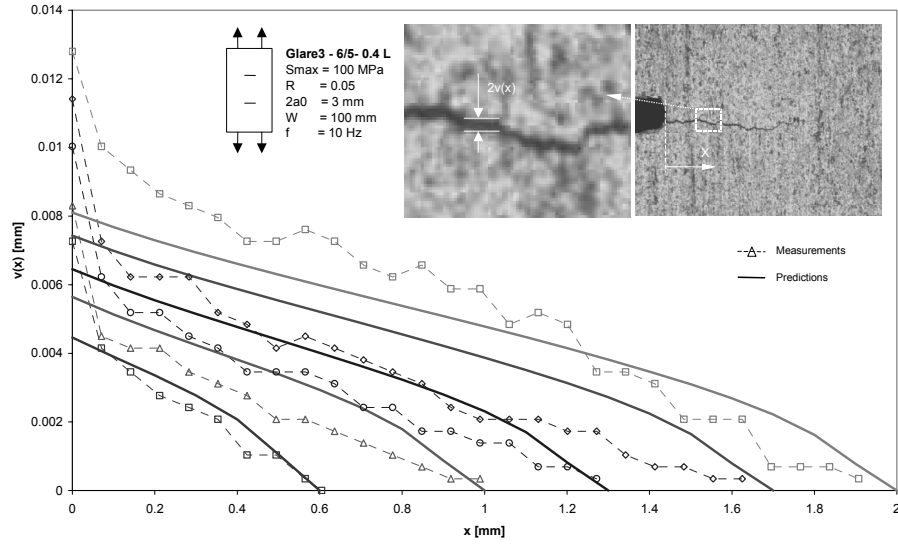 0.014
0.012
0.01
0.008
0.006
0.004
0.002
0
v(x) [mm]
Glare3 - 6/5- 0.4 L
Smax = 100 MPa
R = 0.05
2a0 = 3 mm
W = 100 mm
f = 10 Hz
2v(x)
X
Measurements
Predictions
0 0.2 0.4 0.6 0.8 1 1.2 1.4 1.6 1.8 2
x [mm]